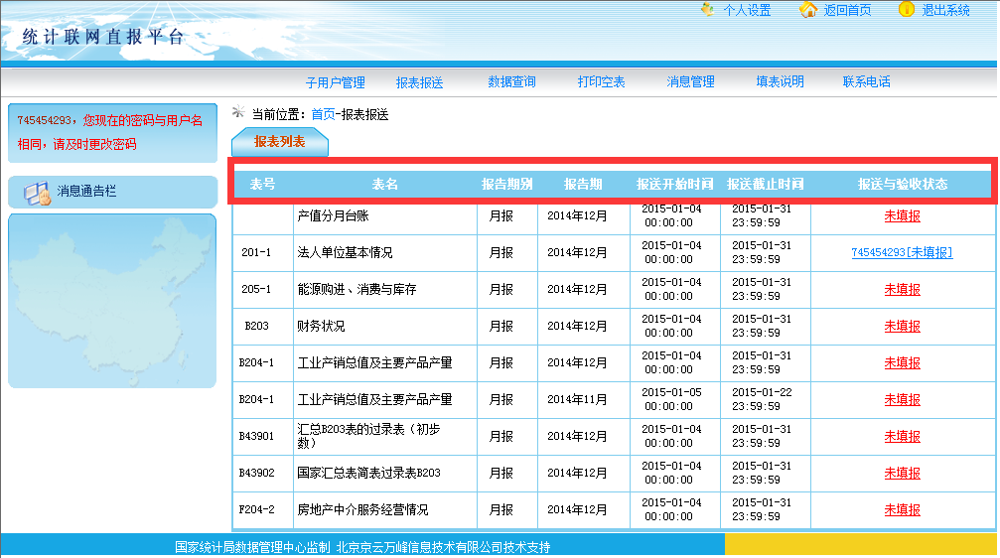 个人设置 返回首页 退出系统
统计联网直报平台
子用户管理 报表报送 数据查询 打印空表 消息管理 填表说明 联系电话
745454293，您现在的密码与用户名
相同，请及时更改密码
消息通告栏
当前位置：首页-报表报送
报表列表
表号 表名 报告期别 报告期 报送开始时间 报送截止时间 报送与验收状态
产值分月台账 月报 2014年12月 2015-01-04 00:00:00 2015-01-31 23:59:59 未填报
201-1 法人单位基本情况 月报 2014年12月 2015-01-04 00:00:00 2015-01-31 23:59:59 745454293[未填报]
205-1 能源购进、消费与库存 月报 2014年12月 2015-01-04 00:00:00 2015-01-31 23:59:59 未填报
B203 财务状况 月报 2014年12月 2015-01-04 00:00:00 2015-01-31 23:59:59 未填报
B204-1 工业产销总值及主要产品产量 月报 2014年12月 2015-01-04 00:00:00 2015-01-31 23:59:59 未填报
B204-1 工业产销总值及主要产品产量 月报 2014年11月 2015-01-05 00:00:00 2015-01-22 23:59:59 未填报
B43901 汇总B203表的过录表（初步数） 月报 2014年12月 2015-01-04 00:00:00 2015-01-31 23:59:59 未填报
B43902 国家汇总表简表过录表B203 月报 2014年12月 2015-01-04 00:00:00 2015-01-31 23:59:59 未填报
F204-2 房地产中介服务经营情况 月报 2014年12月 2015-01-04 00:00:00 2015-01-31 23:59:59 未填报
国家统计局数据管理中心监制 北京京云万峰信息技术有限公司技术支持